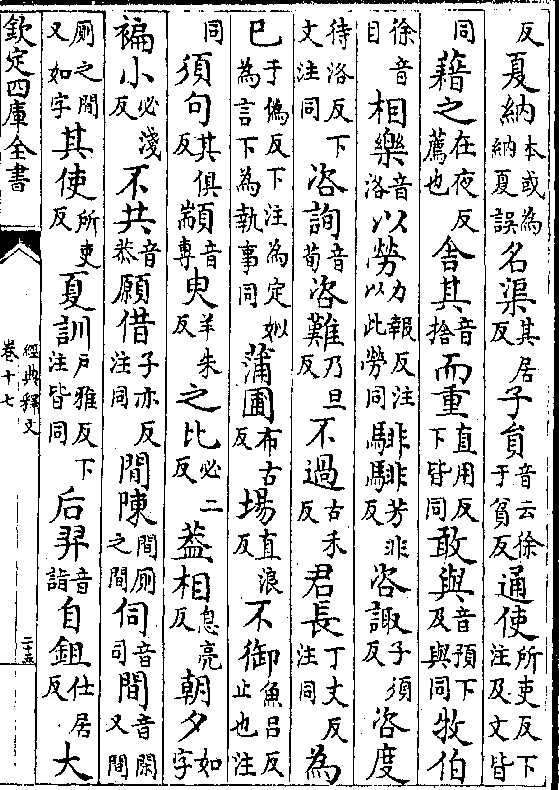 反夏納本或為納夏誤名渠其居反子員音云徐于貧反通使所吏反下注及文皆
同藉之在夜反薦也舍其音捨而重直用反下皆同敢與音預下及與同牧伯
徐音目相樂音洛以勞力報反注以此勞同騑騑芳非反咨諏子須反咨度
待洛反下文注同咨詢音荀咨難乃旦反不過古禾反君長丁丈反注同為
已于偽反下注為定姒為言下為執事同蒲圃布古反場直浪反不御魚呂反止也注
同須句其俱反顓音專臾羊朱反之比必二反蓋相息亮反朝夕如字
褊小必淺反不共音恭願借子亦反注同間陳間厠之間伺音司間音閑又間
厠之間又如字其使所吏反夏訓戶雅反下注皆同后羿音詣自鉏仕居反大
欽定四庫全書
經典釋文
卷十七
二十五